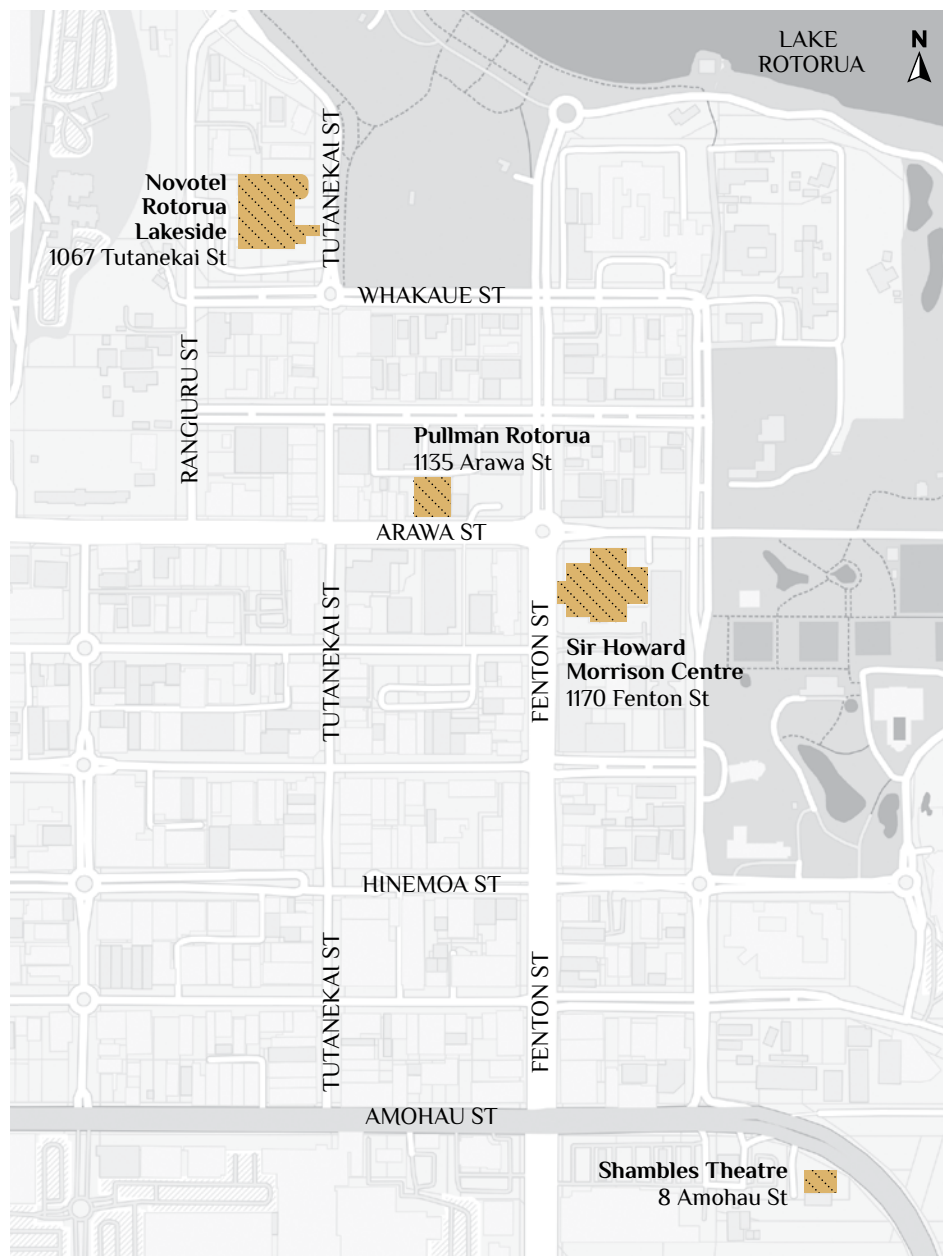 LAKE
ROTORUA
N
TUTANEKAI ST
Novotel
Rotorua
Lakeside
1067 Tutanekai St
WHAKAUE ST
RANGIURU ST
Pullman Rotorua
1135 Arawa St
ARAWA ST
TUTANEKAI ST
FENTON ST
Sir Howard
Morrison Centre
1170 Fenton St
HINEMOA ST
TUTANEKAI ST
FENTON ST
AMOHAU ST
Shambles Theatre
8 Amohau St